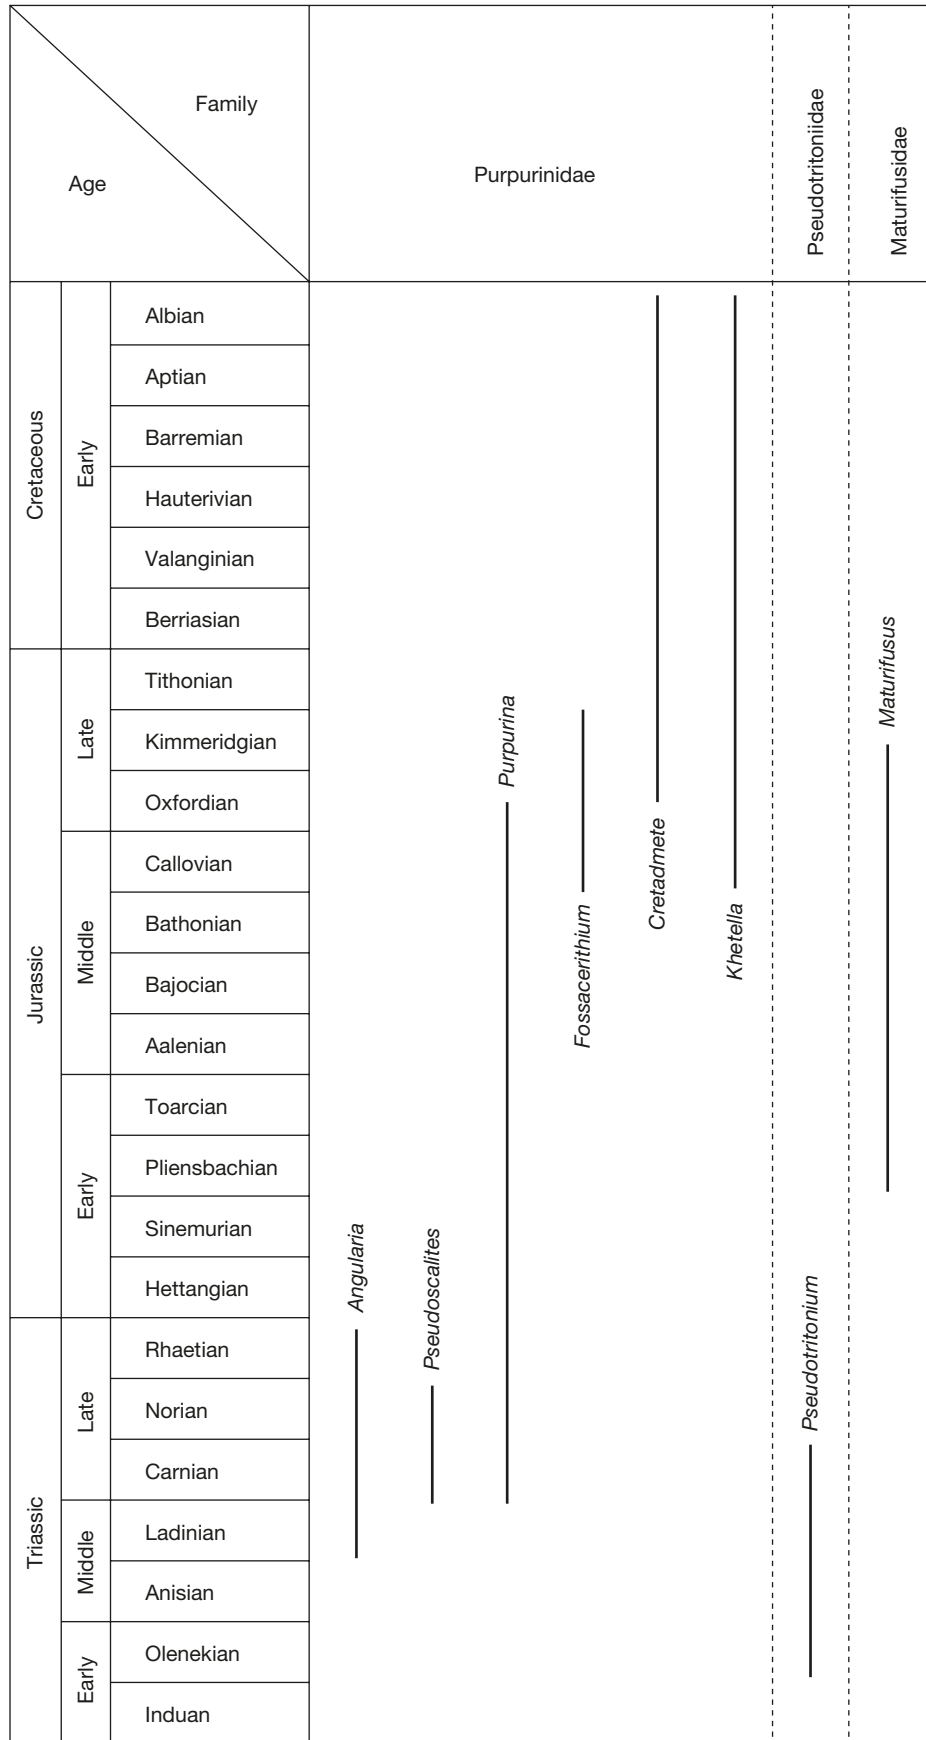 Family
Age
Purpurinidae
Pseudotritoniidae
Maturifusidae
Cretaceous
Early
Albian
Aptian
Barremian
Hauterivian
Valanginian
Berriasian
Jurassic
Late
Tithonian
Kimmeridgian
Oxfordian
Middle
Callovian
Bathonian
Bajocian
Aalenian
Early
Toarcian
Pliensbachian
Sinemurian
Hettangian
Triassic
Late
Rhaetian
Norian
Carnian
Middle
Ladinian
Anisian
Early
Olenekian
Induan
Angularia
Pseudoscalites
Purpurina
Fossacerithium
Cretadmete
Khetella
Pseudotritonium
Maturifusus